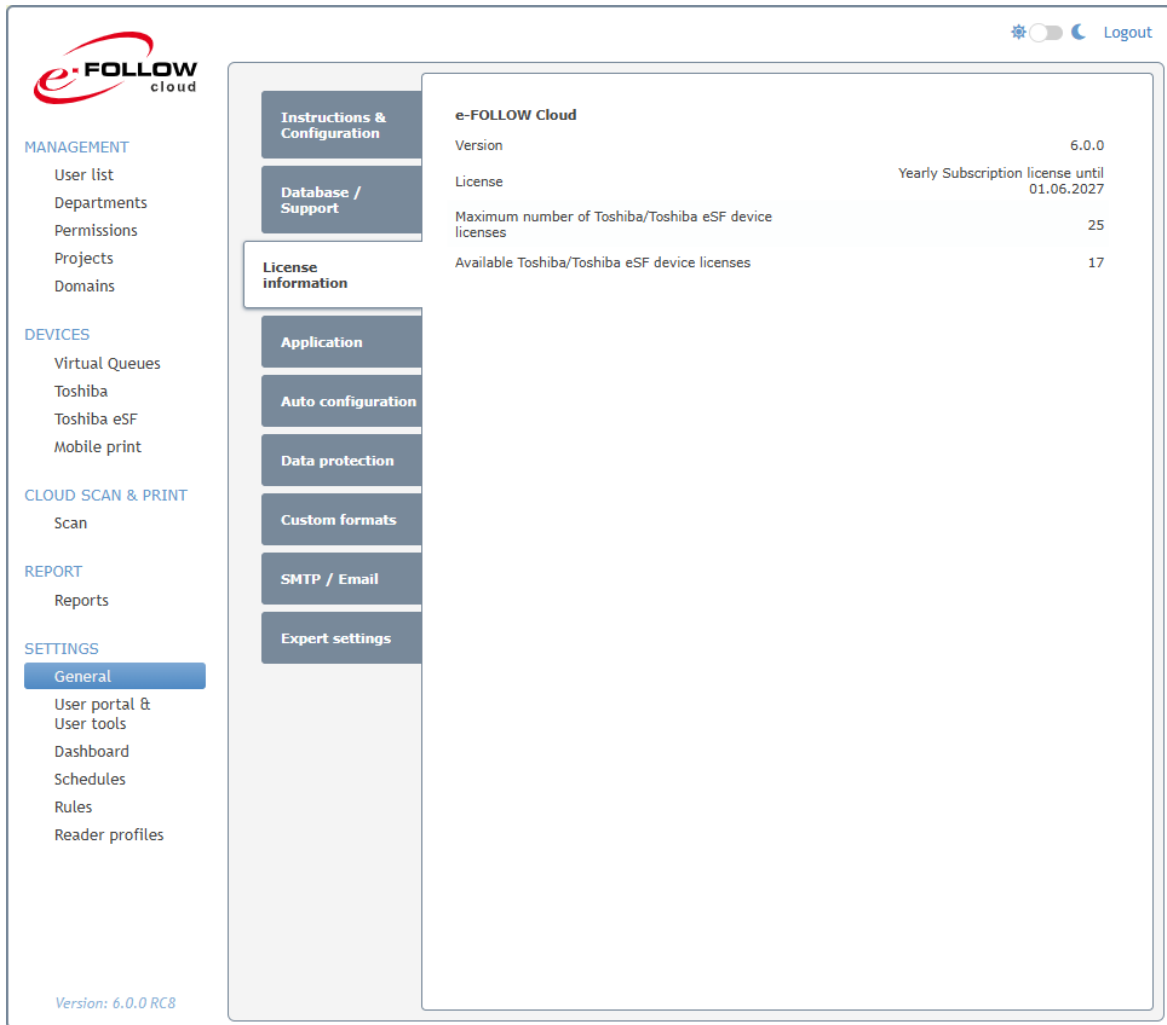 Logout
e-FOLLOW
cloud
MANAGEMENT
User list
Departments
Permissions
Projects
Domains
DEVICES
Virtual Queues
Toshiba
Toshiba eSF
Mobile print
CLOUD SCAN & PRINT
Scan
REPORT
Reports
SETTINGS
General
User portal &
User tools
Dashboard
Schedules
Rules
Reader profiles
Version: 6.0.0 RC8
Instructions &
Configuration
Database /
Support
License
information
Application
Auto configuration
Data protection
Custom formats
SMTP / Email
Expert settings
e-FOLLOW Cloud
Version 6.0.0
License Yearly Subscription license until
01.06.2027
Maximum number of Toshiba/Toshiba eSF device
licenses 25
Available Toshiba/Toshiba eSF device licenses 17